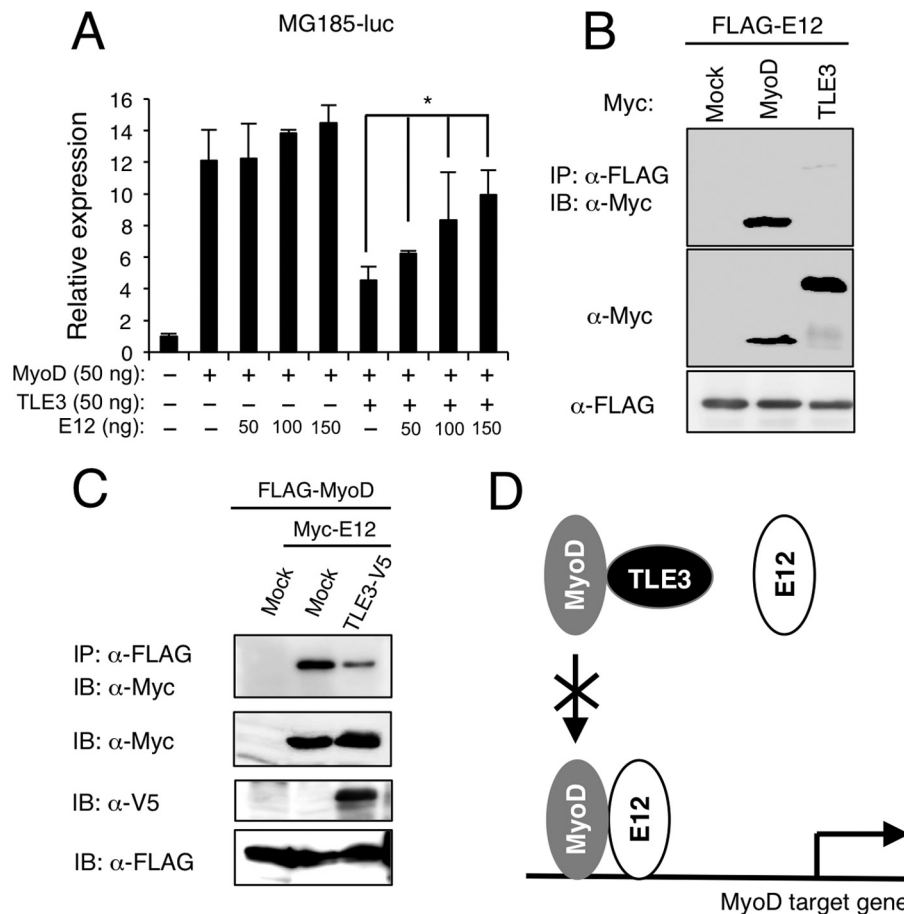 A
MG185-luc
Relative expression
16
14
12
10
8
6
4
2
0
*
MyoD (50 ng): – + + + + + + + +
TLE3 (50 ng): – – – – – + + + +
E12 (ng): – – 50 100 150 – 50 100 150
B
FLAG-E12
Myc: Mock MyoD TLE3
IP: α-FLAG
IB: α-Myc
α-Myc
α-FLAG
C
FLAG-MyoD
Myc-E12
Mock Mock TLE3-V5
IP: α-FLAG
IB: α-Myc
IB: α-Myc
IB: α-V5
IB: α-FLAG
D
MyoD TLE3 E12
MyoD E12
MyoD target gene